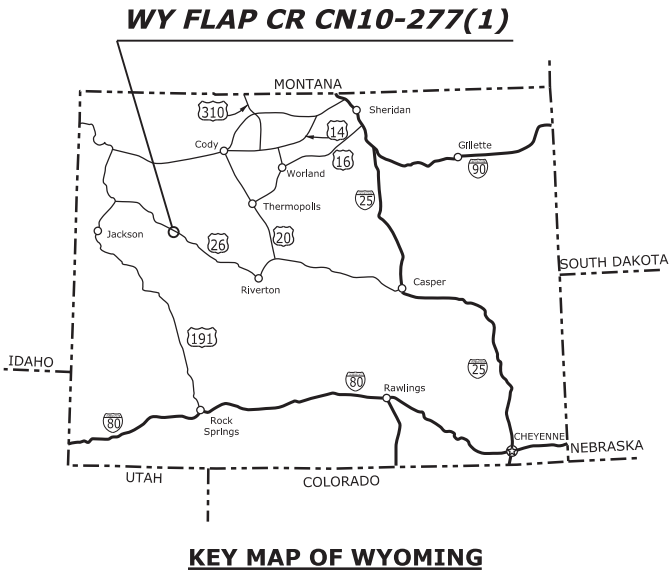 WY FLAP CR CN10-277(1)
MONTANA
310
Sheridan
14
Cody
Gillette
16
Worland
90
25
Thermopolis
Jackson
26
20
SOUTH DAKOTA
Riverton
Casper
191
IDAHO
25
80
Rawlings
80
Rock
Springs
CHEYENNE
NEBRASKA
UTAH
COLORADO
KEY MAP OF WYOMING